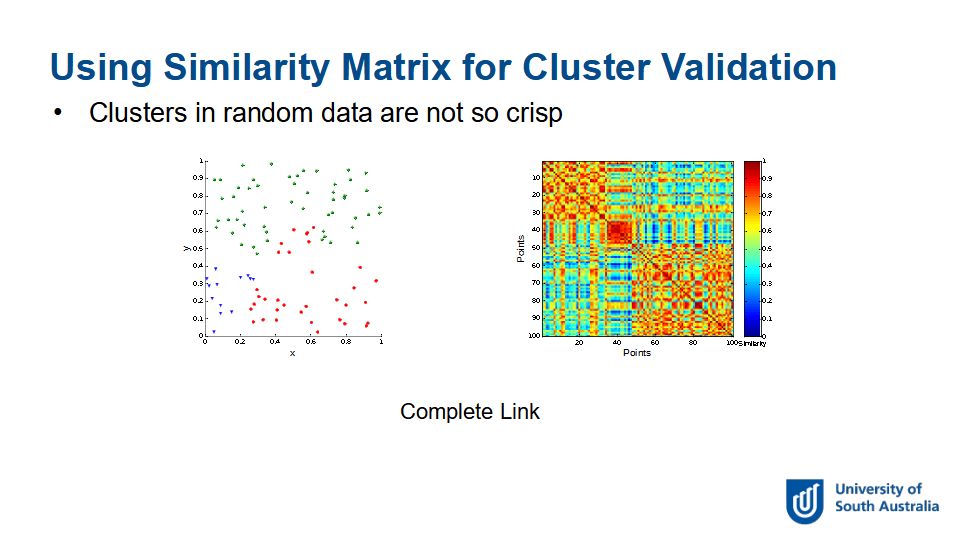 Using Similarity Matrix for Cluster Validation
• Clusters in random data are not so crisp
1
0.9
0.8
0.7
0.6
0.5
0.4
0.3
0.2
0.1
0
y
0 0.2 0.4 0.6 0.8 1
x
Points
10
20
30
40
50
60
70
80
90
100
20 40 60 80 100
Points
1
0.9
0.8
0.7
0.6
0.5
0.4
0.3
0.2
0.1
0
Similarity
Complete Link
University of
South Australia